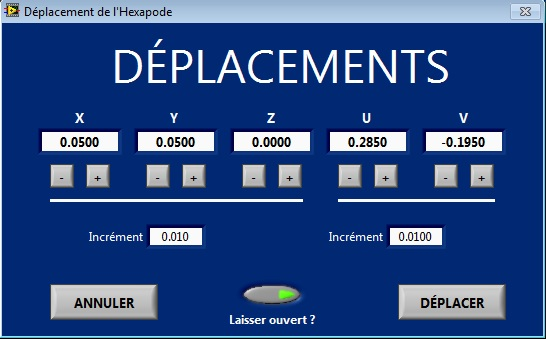 Déplacement de l'Hexapode
DÉPLACEMENTS
X Y Z U V
0.0500 0.0500 0.0000 0.2850 -0.1950
- + - + - + - + - +
Incrément 0.010 Incrément 0.0100
ANNULER DÉPLACER
Laisser ouvert ?